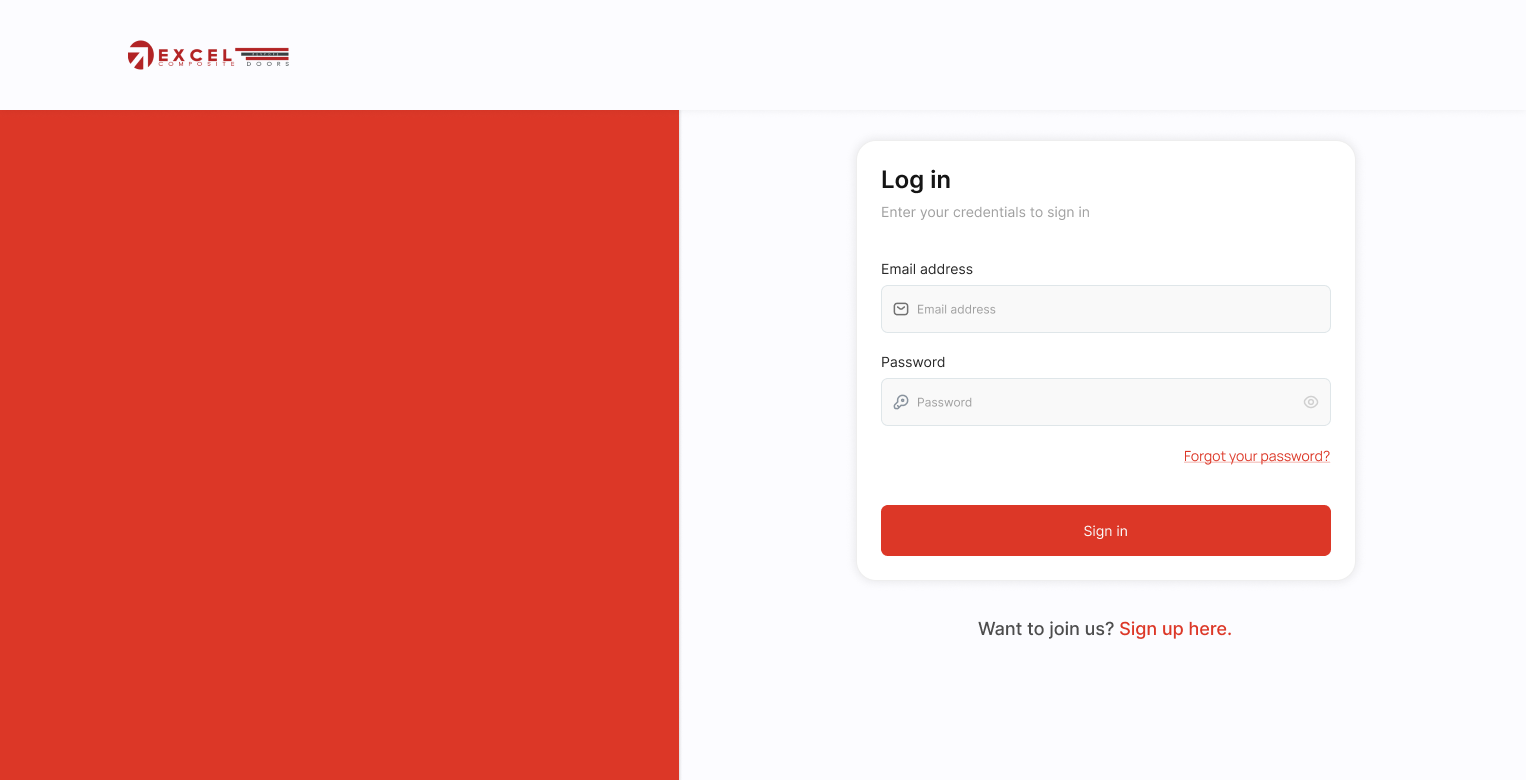 EXCEL
COMPOSITE DOORS
Log in
Enter your credentials to sign in
Email address
Email address
Password
Password
Forgot your password?
Sign in
Want to join us? Sign up here.